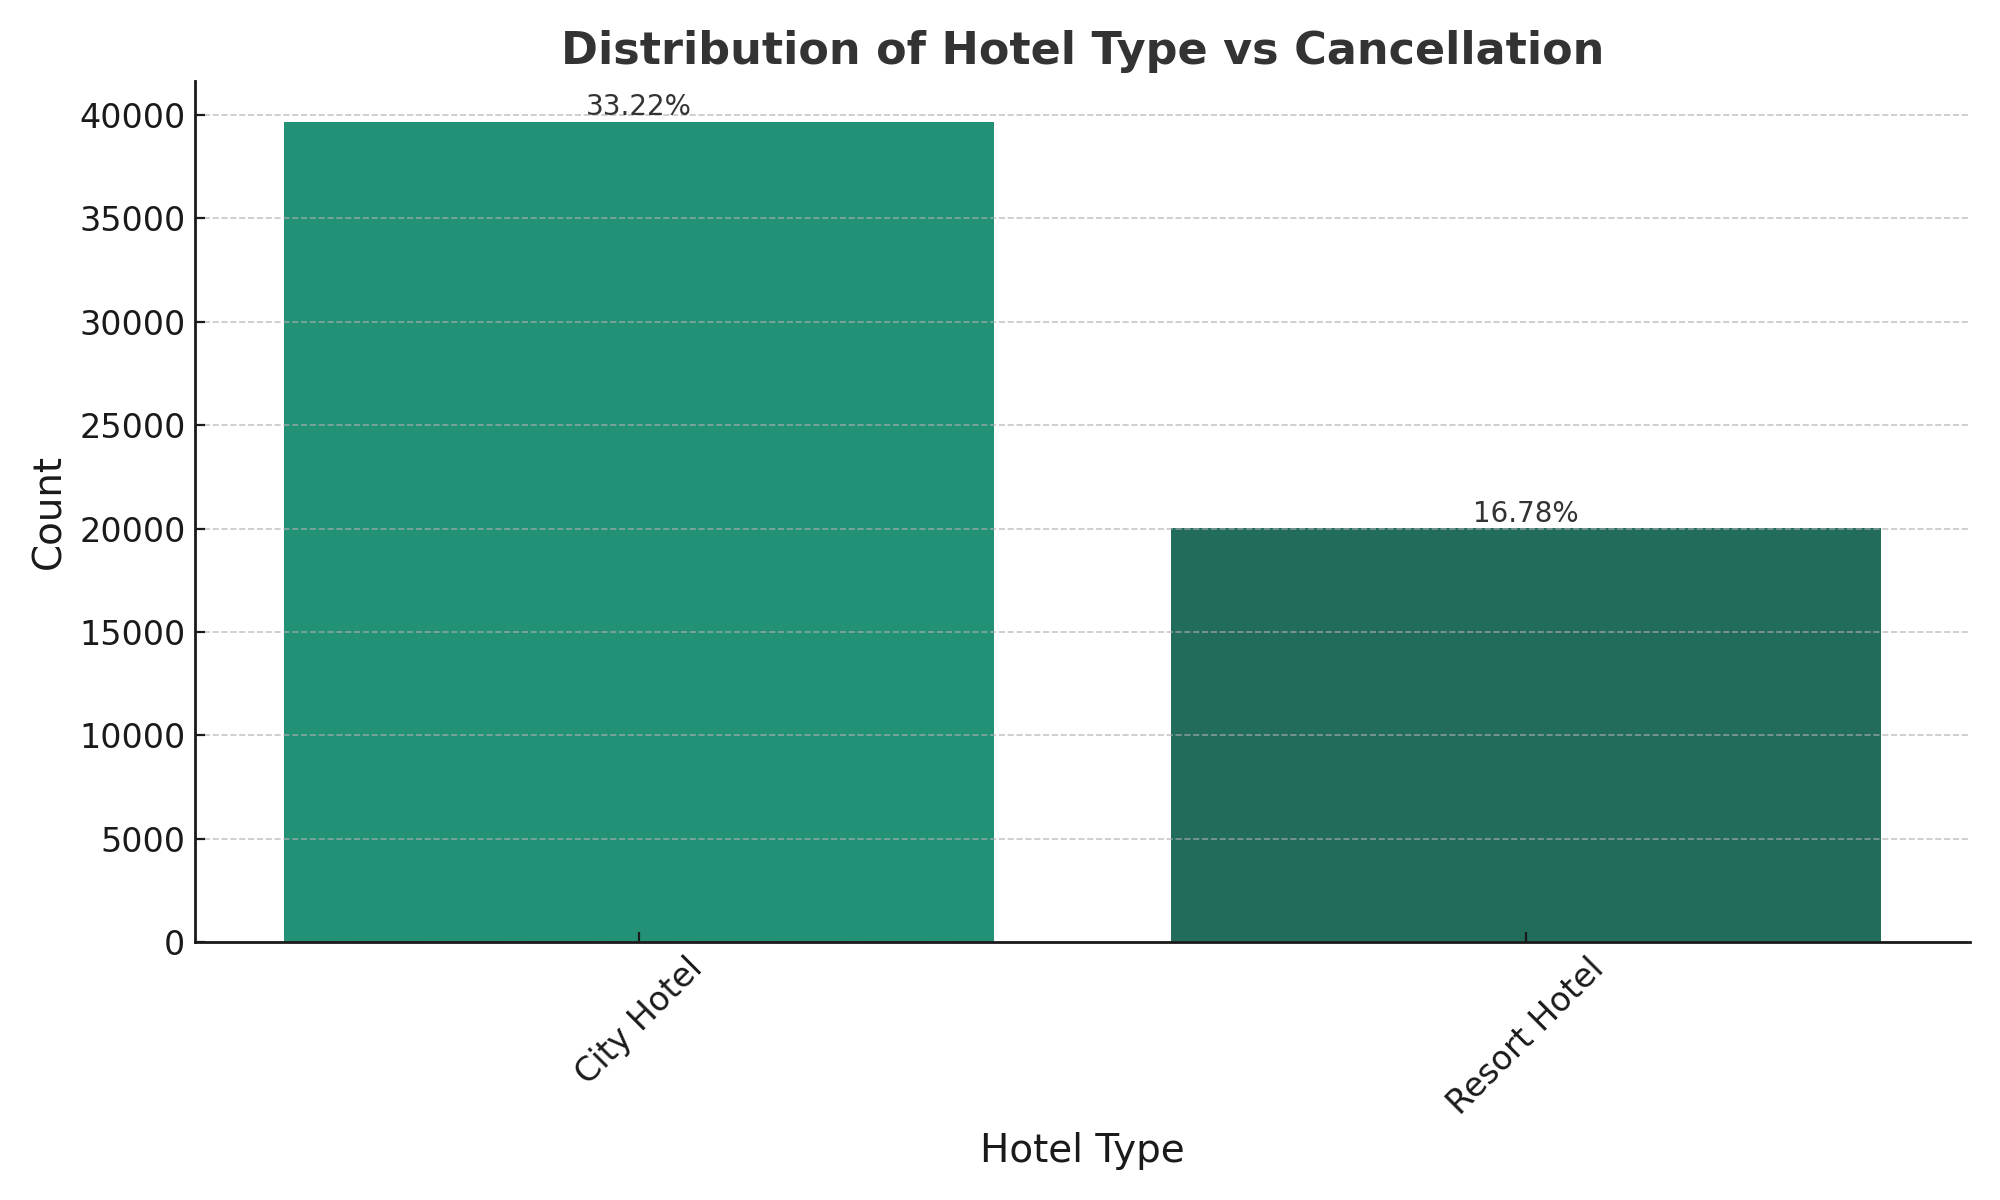 Distribution of Hotel Type vs Cancellation
40000
35000
30000
25000
20000
15000
10000
5000
0
Count
33.22%
16.78%
City Hotel
Resort Hotel
Hotel Type